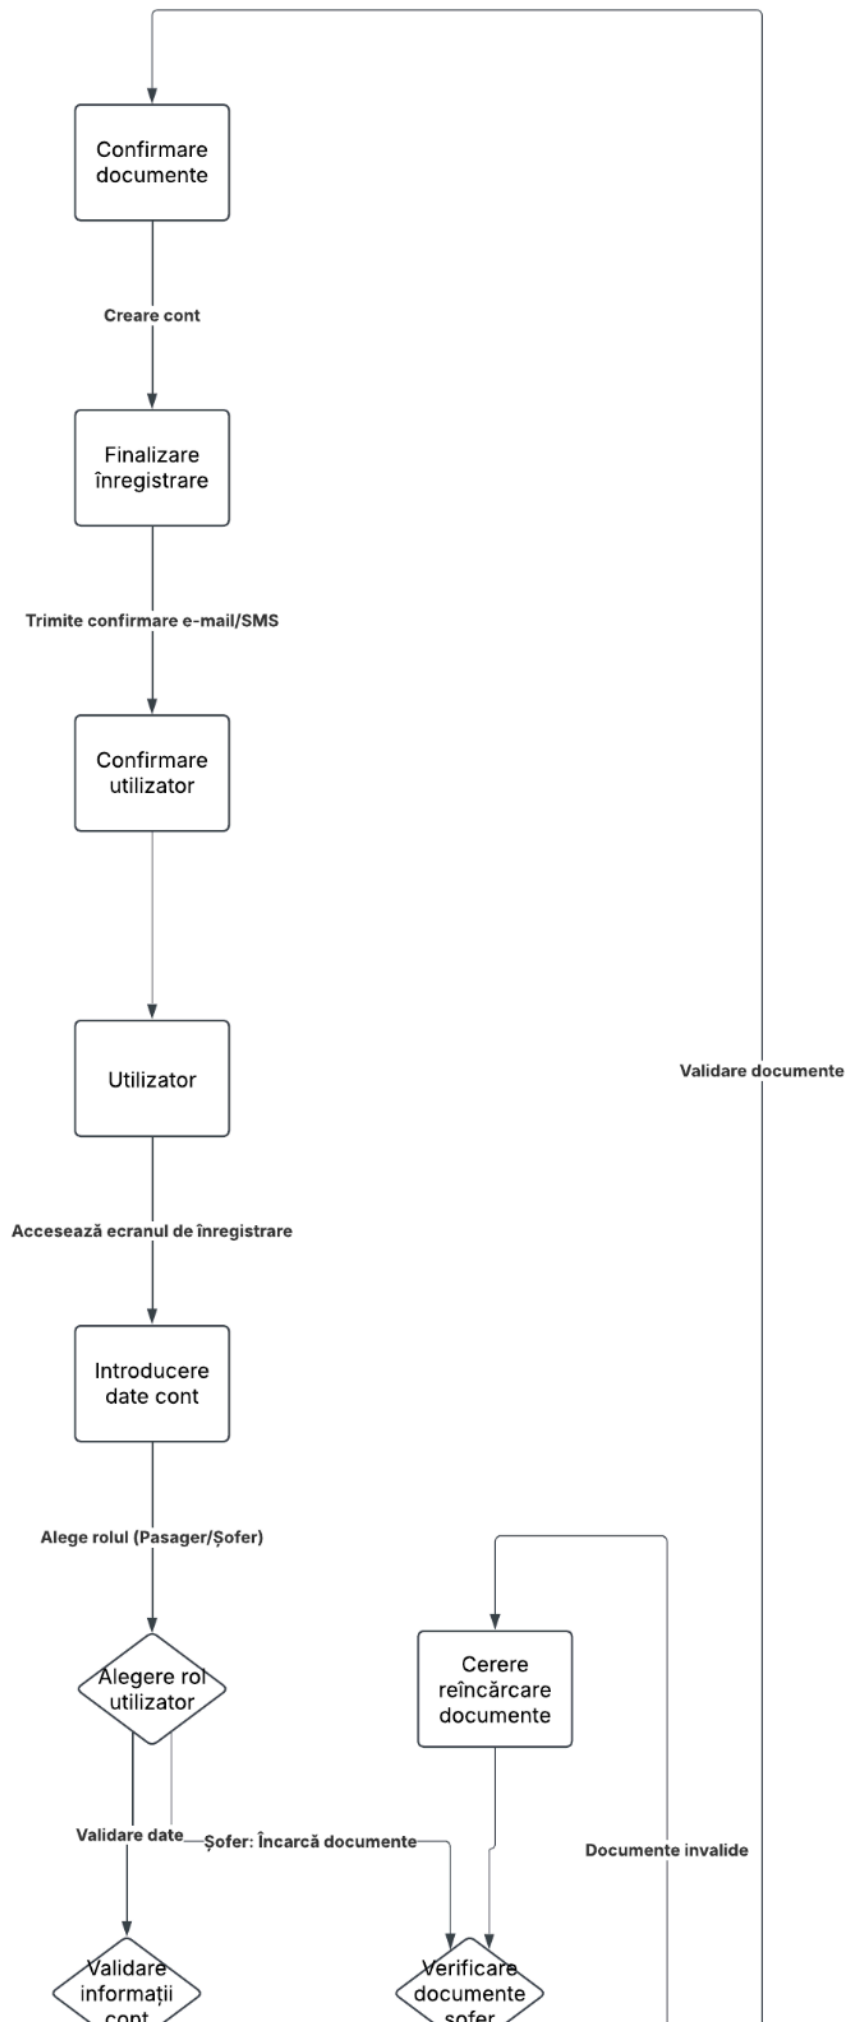 Confirmare
documente
Creare cont
Finalizare
înregistrare
Trimite confirmare e-mail/SMS
Confirmare
utilizator
Utilizator
Validare documente
Accesează ecranul de înregistrare
Introducere
date cont
Alege rolul (Pasager/Șofer)
Alegere rol
utilizator
Cerere
reîncărcare
documente
Validare date
Șofer: Încarcă documente
Documente invalide
Validare
informații
cont
Verificare
documente
șofer